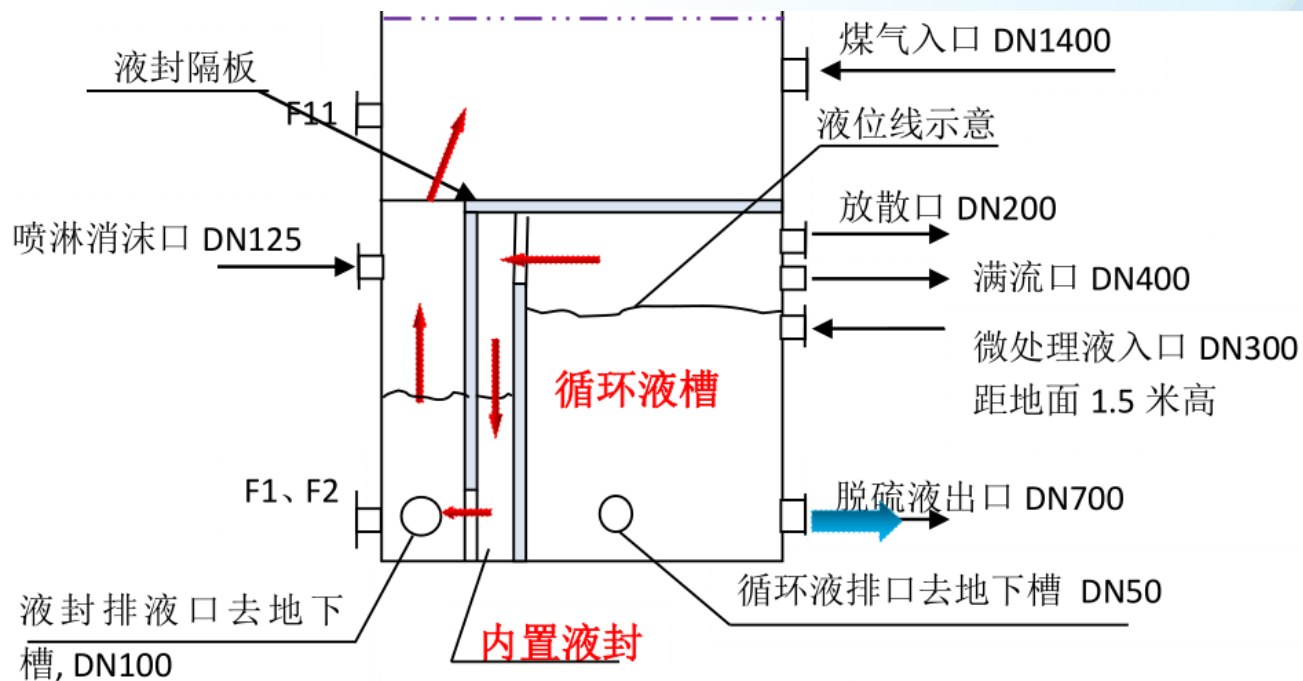 煤气入口 DN1400
液封隔板
F11
液位线示意
放散口 DN200
喷淋消沫口 DN125
满流口 DN400
微处理液入口 DN300
距地面 1.5 米高
循环液槽
F1、F2
脱硫液出口 DN700
循环液排口去地下槽 DN50
液封排液口去地下
槽, DN100
内置液封